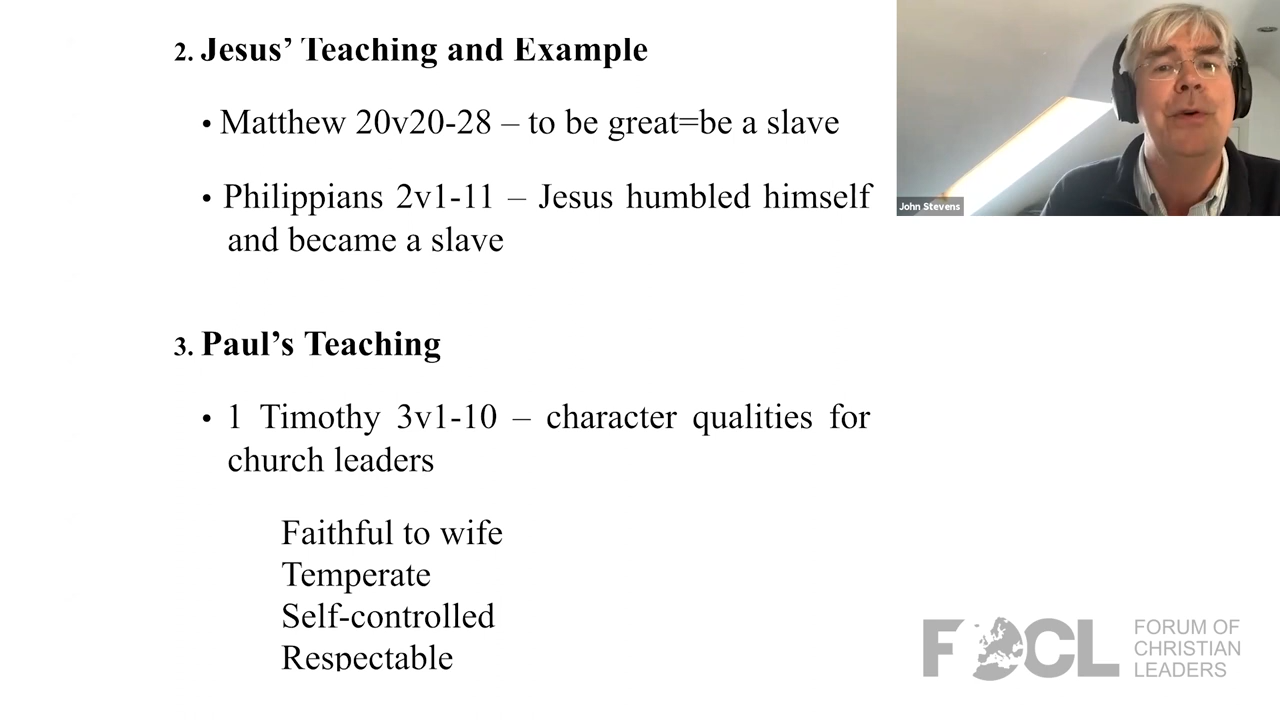 2. Jesus’ Teaching and Example
• Matthew 20v20-28 – to be great=be a slave
• Philippians 2v1-11 – Jesus humbled himself
and became a slave
3. Paul’s Teaching
• 1 Timothy 3v1-10 – character qualities for
church leaders
Faithful to wife
Temperate
Self-controlled
Respectable
John Stevens
FOCL
FORUM OF
CHRISTIAN
LEADERS